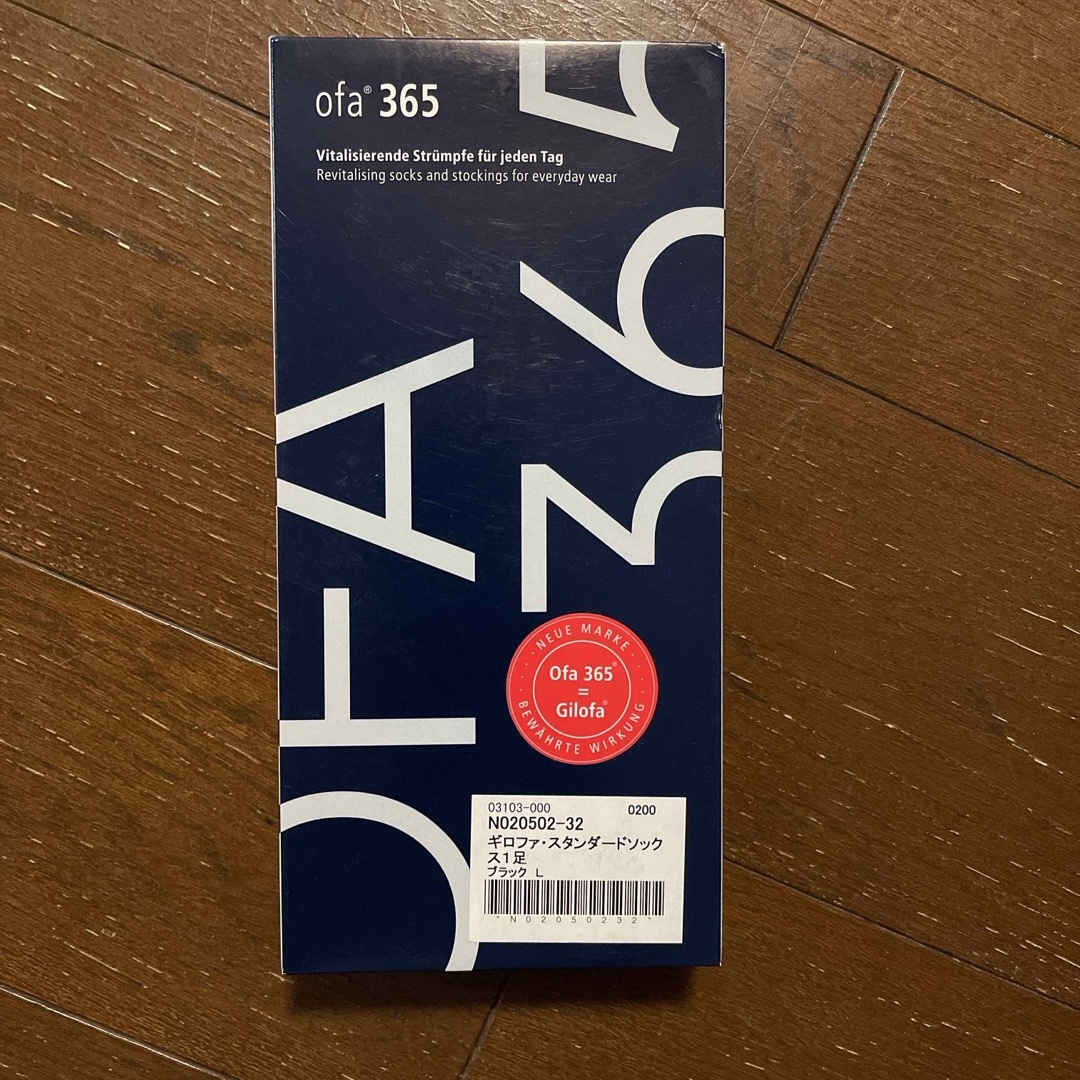 ofa® 365
Vitalisierende Strümpfe für jeden Tag
Revitalising socks and stockings for everyday wear
OFA
365
NEUE MARKE
Ofa 365®
=
Gilofa®
BEWÄHRTE WIRKUNG
03103-000 0200
N020502-32
ギロファ・スタンダードソック
ス1足
ブラック L
*N02050232*